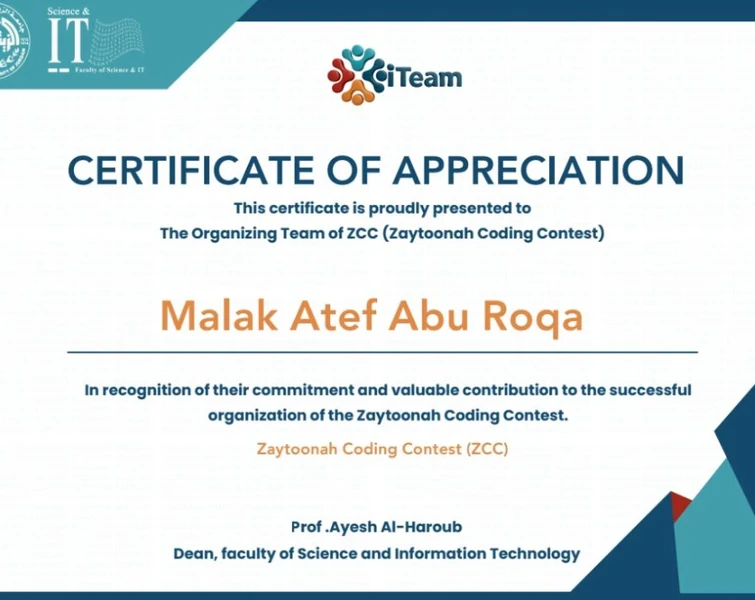 Science &
IT
Faculty of Science & IT
iTeam
CERTIFICATE OF APPRECIATION
This certificate is proudly presented to
The Organizing Team of ZCC (Zaytoonah Coding Contest)
Malak Atef Abu Roqa
In recognition of their commitment and valuable contribution to the successful
organization of the Zaytoonah Coding Contest.
Zaytoonah Coding Contest (ZCC)
Prof .Ayesh Al-Haroub
Dean, faculty of Science and Information Technology